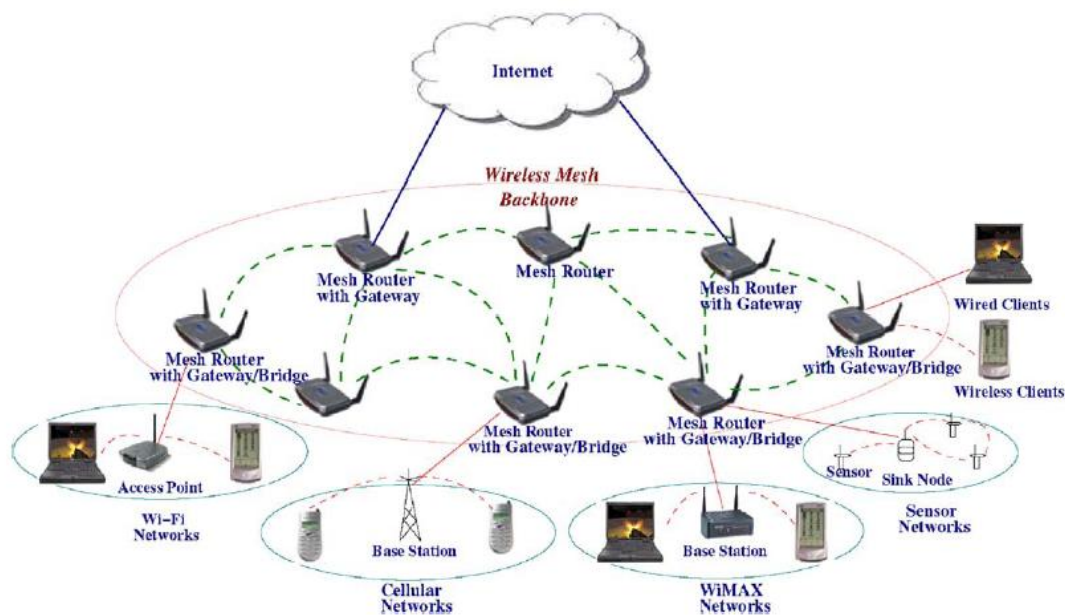 Internet
Wireless Mesh
Backbone
Mesh Router
with Gateway
Mesh Router
Mesh Router
with Gateway
Wired Clients
Mesh Router
with Gateway/Bridge
Mesh Router
with Gateway/Bridge
Wireless Clients
Mesh Router
with Gateway/Bridge
Mesh Router
with Gateway/Bridge
Access Point
Wi-Fi
Networks
Base Station
Cellular
Networks
Base Station
WiMAX
Networks
Sensor
Sink Node
Sensor
Networks